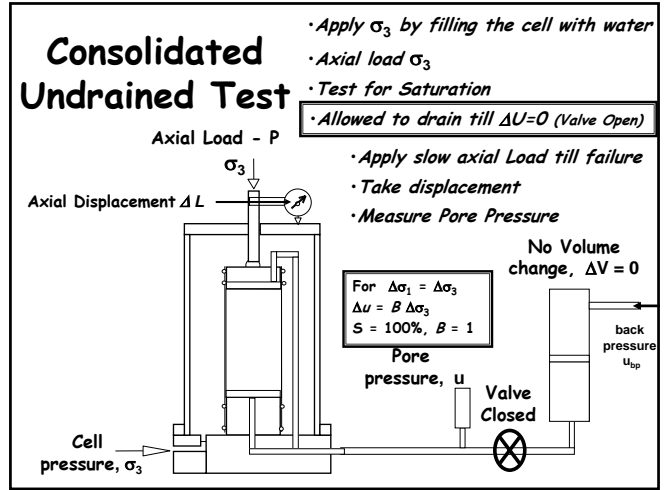 Consolidated
Undrained Test
·Apply σ3 by filling the cell with water
·Axial load σ3
·Test for Saturation
·Allowed to drain till ΔU=0 (Valve Open)
·Apply slow axial Load till failure
·Take displacement
·Measure Pore Pressure
Axial Load - P
σ3
Axial Displacement Δ L
No Volume
change, ΔV = 0
For Δσ1 = Δσ3
Δu = B Δσ3
S = 100%, B = 1
back
pressure
ubp
Pore
pressure, u
Valve
Closed
Cell
pressure, σ3